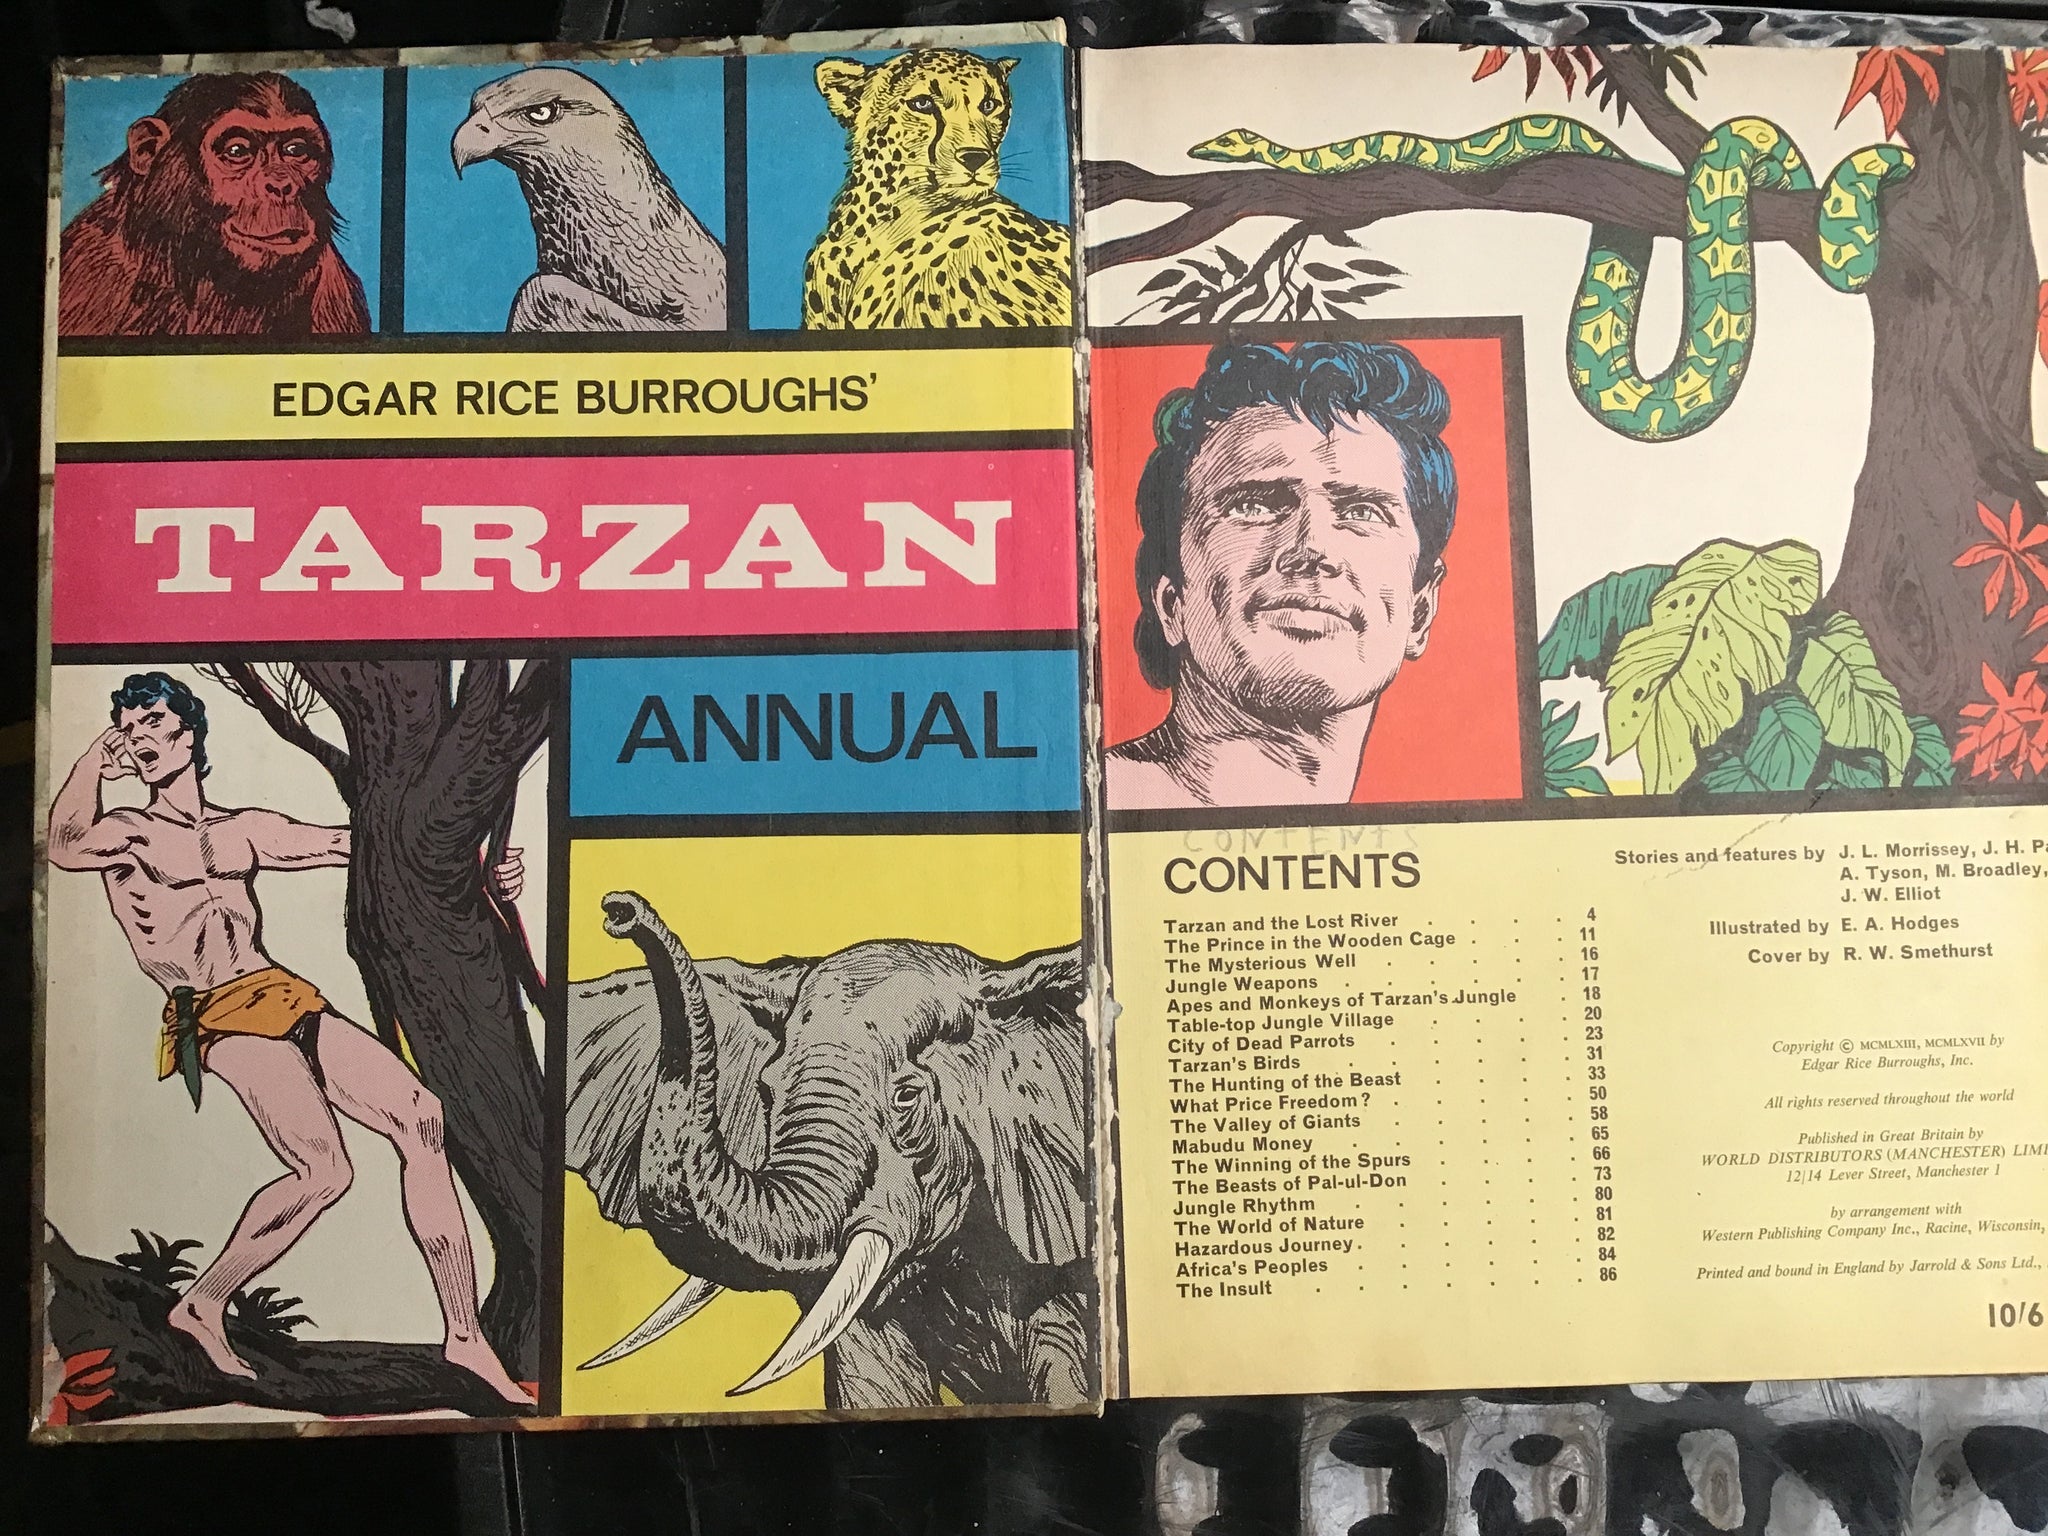 EDGAR RICE BURROUGHS'
TARZAN
ANNUAL
CONTENTS
CONTENTS
Tarzan and the Lost River . . . . 4
The Prince in the Wooden Cage . . . 11
The Mysterious Well . . . . . 16
Jungle Weapons . . . . . . 17
Apes and Monkeys of Tarzan's Jungle . 18
Table-top Jungle Village . . . . 20
City of Dead Parrots . . . . . 23
Tarzan's Birds . . . . . . 31
The Hunting of the Beast . . . . 33
What Price Freedom? . . . . . 50
The Valley of Giants . . . . . 58
Mabudu Money . . . . . . 65
The Winning of the Spurs . . . . 66
The Beasts of Pal-ul-Don . . . . 73
Jungle Rhythm . . . . . . 80
The World of Nature . . . . . 81
Hazardous Journey . . . . . . 82
Africa's Peoples . . . . . . 84
The Insult . . . . . . . 86
Stories and features by J. L. Morrissey, J. H.
A. Tyson, M. Broadley,
J. W. Elliot
Illustrated by E. A. Hodges
Cover by R. W. Smethurst
Copyright © MCMLXIII, MCMLXVII by
Edgar Rice Burroughs, Inc.
All rights reserved throughout the world
Published in Great Britain by
WORLD DISTRIBUTORS (MANCHESTER)
12/14 Lever Street, Manchester 1
by arrangement with
Western Publishing Company Inc., Racine, Wisconsin,
Printed and bound in England by Jarrold & Sons Ltd.,
10/6